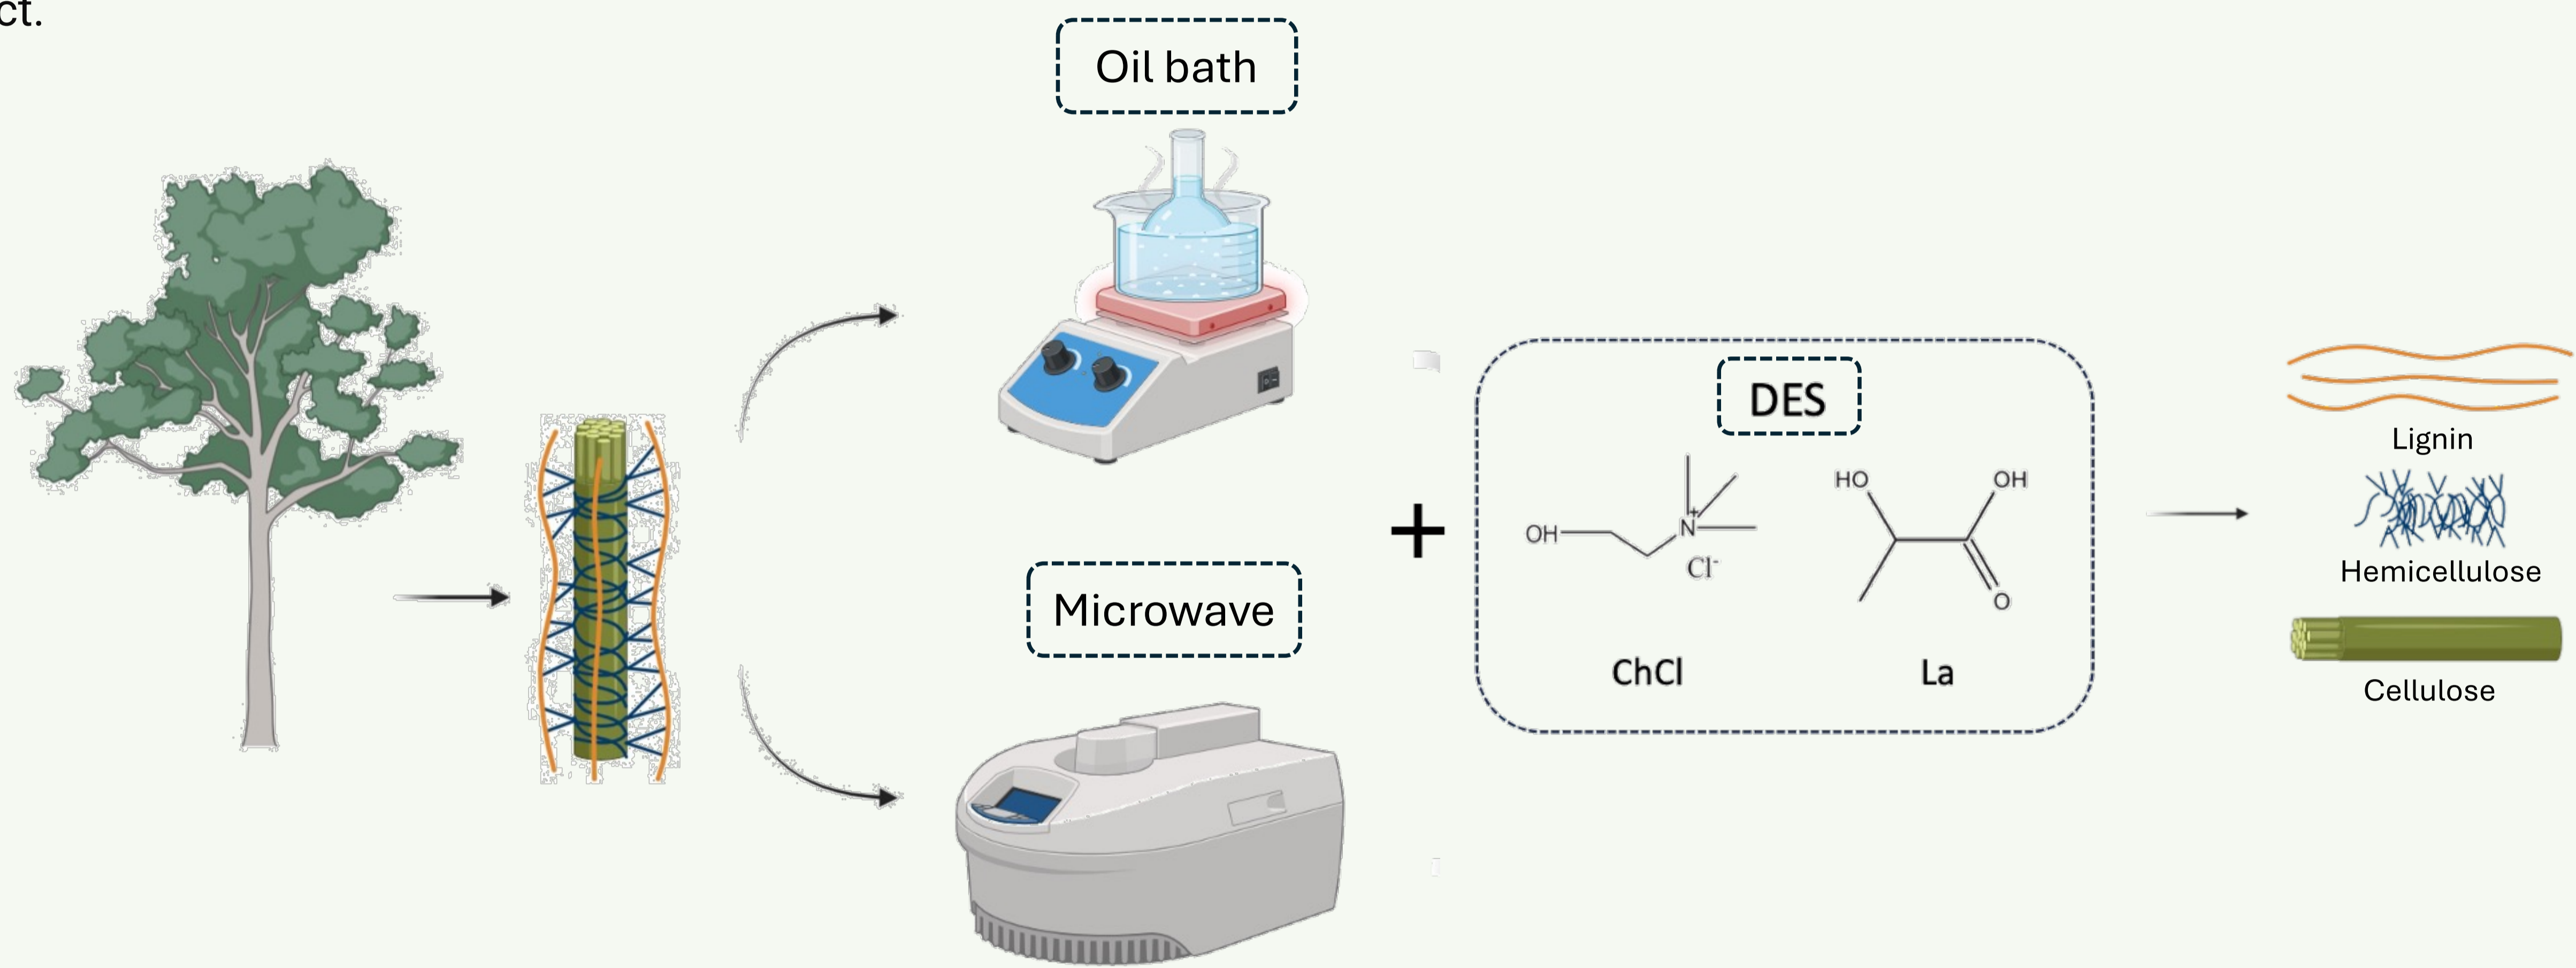 ct.
Oil bath
Microwave
+
DES
OH
N+
Cl-
ChCl
HO
OH
O
La
Lignin
Hemicellulose
Cellulose